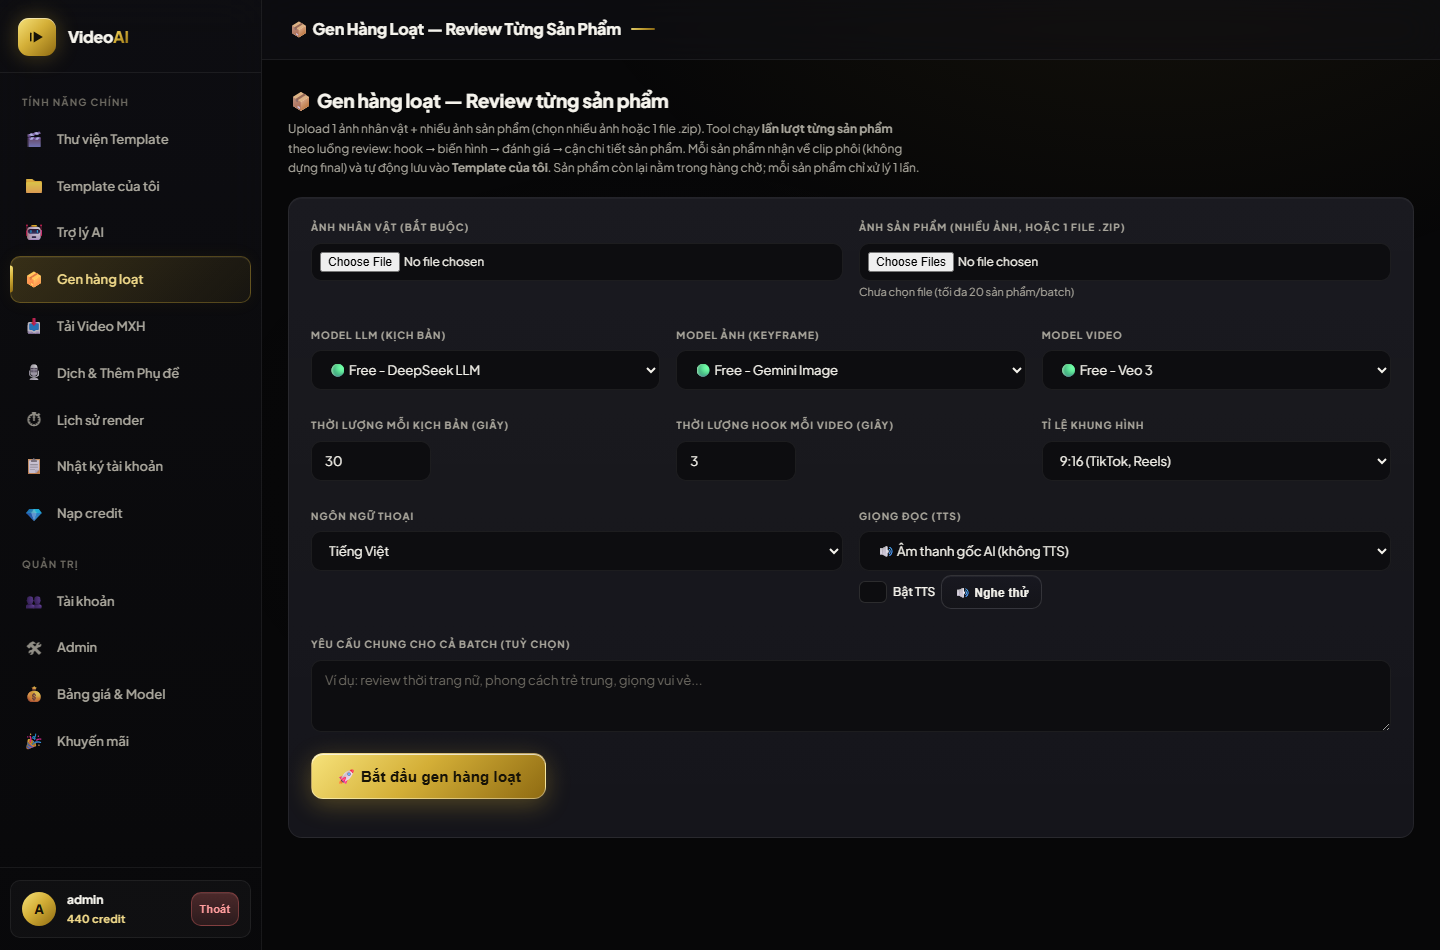 VideoAI
TÍNH NĂNG CHÍNH
Thư viện Template
Template của tôi
Trợ lý AI
Gen hàng loạt
Tải Video MXH
Dịch & Thêm Phụ đề
Lịch sử render
Nhật ký tài khoản
Nạp credit
QUẢN TRỊ
Tài khoản
Admin
Bảng giá & Model
Khuyến mãi
A
admin
440 credit
Thoát
Gen Hàng Loạt — Review Từng Sản Phẩm
Gen hàng loạt — Review từng sản phẩm
Upload 1 ảnh nhân vật + nhiều ảnh sản phẩm (chọn nhiều ảnh hoặc 1 file .zip). Tool chạy lần lượt từng sản phẩm
theo luồng review: hook → biến hình → đánh giá → cận chi tiết sản phẩm. Mỗi sản phẩm nhận về clip phôi (không
dựng final) và tự động lưu vào Template của tôi. Sản phẩm còn lại nằm trong hàng chờ; mỗi sản phẩm chỉ xử lý 1 lần.
ẢNH NHÂN VẬT (BẮT BUỘC)
ẢNH SẢN PHẨM (NHIỀU ẢNH, HOẶC 1 FILE .ZIP)
Choose File No file chosen
Choose Files No file chosen
Chưa chọn file (tối đa 20 sản phẩm/batch)
MODEL LLM (KỊCH BẢN)
MODEL ẢNH (KEYFRAME)
MODEL VIDEO
Free - DeepSeek LLM
Free - Gemini Image
Free - Veo 3
THỜI LƯỢNG MỖI KỊCH BẢN (GIÂY)
THỜI LƯỢNG HOOK MỖI VIDEO (GIÂY)
TỈ LỆ KHUNG HÌNH
30
3
9:16 (TikTok, Reels)
NGÔN NGỮ THOẠI
GIỌNG ĐỌC (TTS)
Tiếng Việt
Âm thanh gốc AI (không TTS)
Bật TTS
Nghe thử
YÊU CẦU CHUNG CHO CẢ BATCH (TUỲ CHỌN)
Ví dụ: review thời trang nữ, phong cách trẻ trung, giọng vui vẻ...
Bắt đầu gen hàng loạt